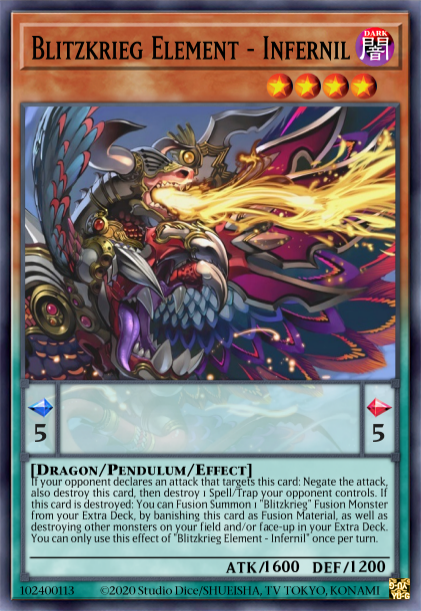 Blitzkrieg Element - Infernil
DARK
闇
5
5
[Dragon/Pendulum/Effect]
If your opponent declares an attack that targets this card: Negate the attack,
also destroy this card, then destroy 1 Spell/Trap your opponent controls. If
this card is destroyed: You can Fusion Summon 1 "Blitzkrieg" Fusion Monster
from your Extra Deck, by banishing this card as Fusion Material, as well as
destroying other monsters on your field and/or face-up in your Extra Deck.
You can only use this effect of "Blitzkrieg Element - Infernil" once per turn.
ATK/1600 DEF/1200
102400113 ©2020 Studio Dice/SHUEISHA, TV TOKYO, KONAMI